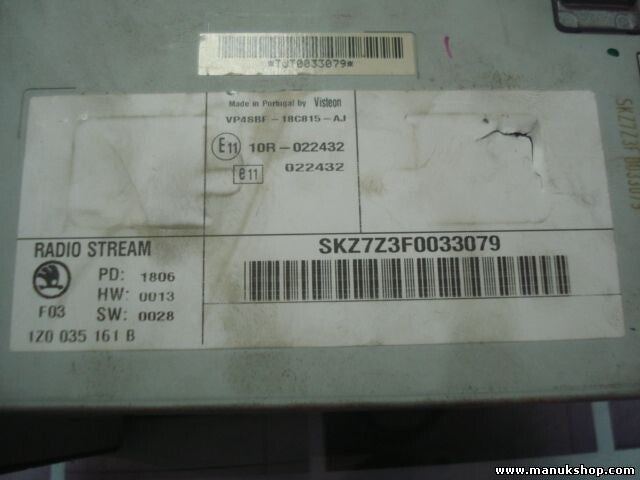 *TUT0033079*
Made in Portugal by Visteon
VP4SBF-18C815-AJ
E11 10R-022432
e11 022432
RADIO STREAM
SKZ7Z3F0033079
PD: 1806
HW: 0013
F03 SW: 0028
1Z0 035 161 B
www.manukshop.com